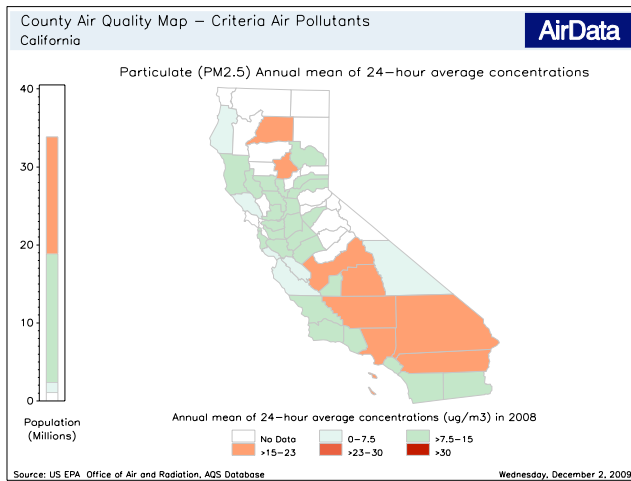 County Air Quality Map – Criteria Air Pollutants
California
AirData
Particulate (PM2.5) Annual mean of 24-hour average concentrations
40
30
20
10
0
Population
(Millions)
Annual mean of 24-hour average concentrations (ug/m3) in 2008
No Data 0-7.5 >7.5-15
>15-23 >23-30 >30
Source: US EPA Office of Air and Radiation, AQS Database Wednesday, December 2, 2009